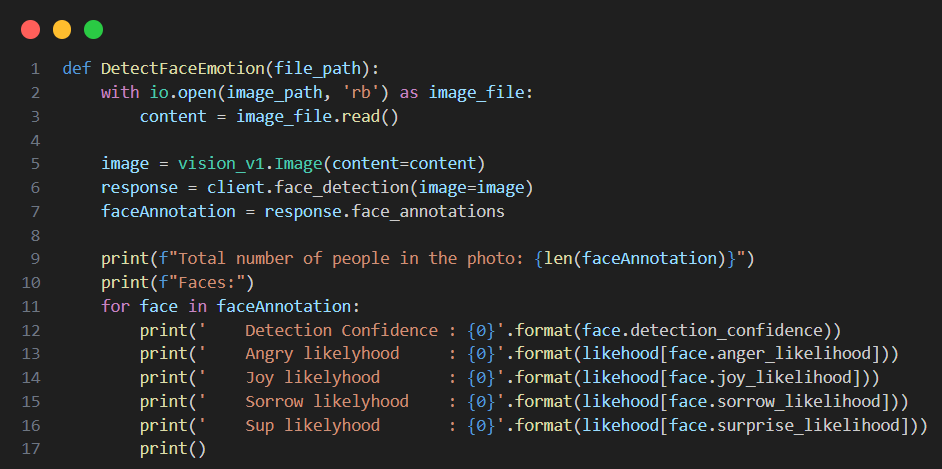 1 def DetectFaceEmotion(file_path):
2     with io.open(image_path, 'rb') as image_file:
3         content = image_file.read()
4
5     image = vision_v1.Image(content=content)
6     response = client.face_detection(image=image)
7     faceAnnotation = response.face_annotations
8
9     print(f"Total number of people in the photo: {len(faceAnnotation)}")
10     print(f"Faces:")
11     for face in faceAnnotation:
12         print('    Detection Confidence : {0}'.format(face.detection_confidence))
13         print('    Angry likelyhood     : {0}'.format(likehood[face.anger_likelihood]))
14         print('    Joy likelyhood       : {0}'.format(likehood[face.joy_likelihood]))
15         print('    Sorrow likelyhood    : {0}'.format(likehood[face.sorrow_likelihood]))
16         print('    Sup likelyhood       : {0}'.format(likehood[face.surprise_likelihood]))
17         print()